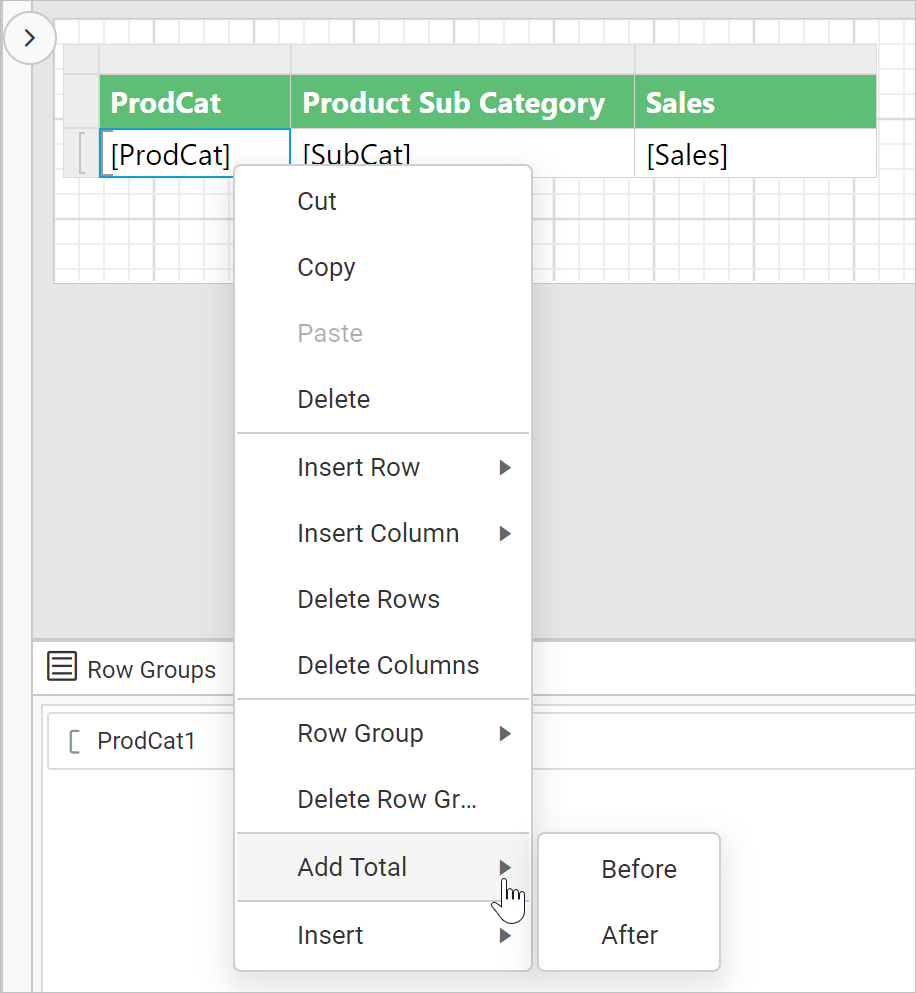 ProdCat Product Sub Category Sales
[ProdCat] [SubCat] [Sales]
Cut
Copy
Paste
Delete
Insert Row
Insert Column
Delete Rows
Delete Columns
Row Groups
Row Group
ProdCat1
Delete Row Gr...
Add Total
Before
Insert
After